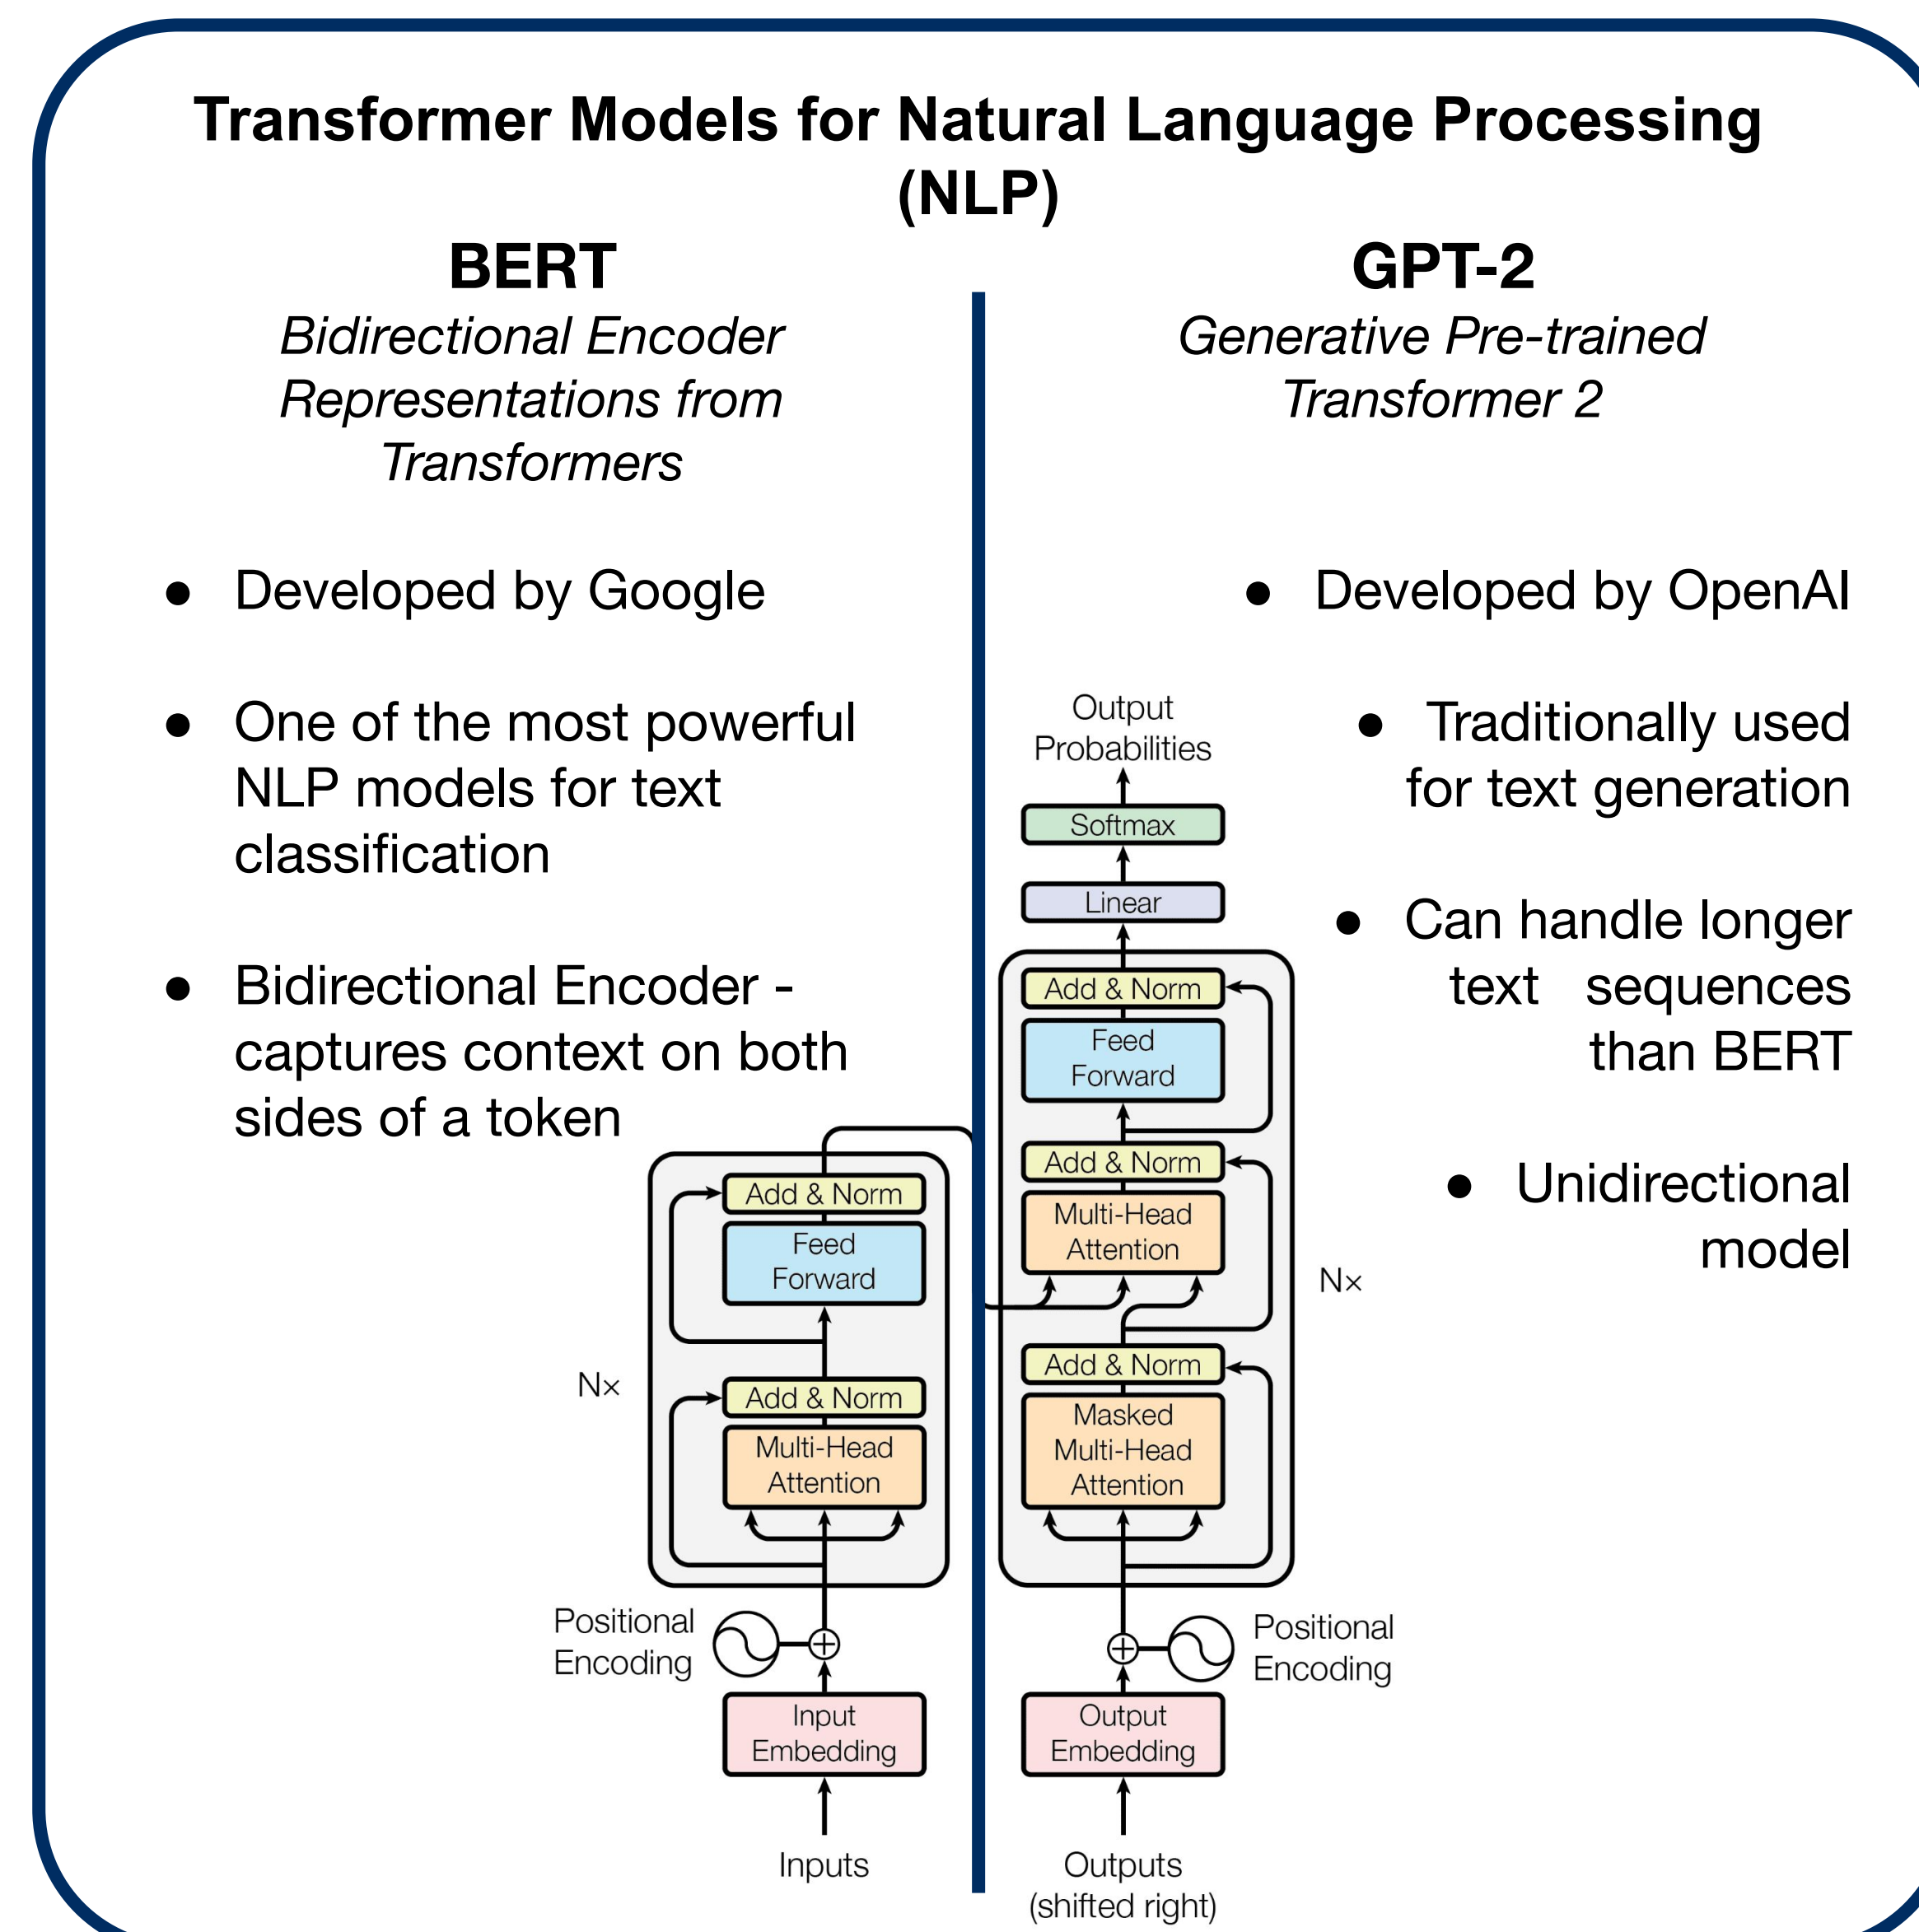 Transformer Models for Natural Language Processing
(NLP)
BERT
Bidirectional Encoder
Representations from
Transformers
● Developed by Google
● One of the most powerful
NLP models for text
classification
● Bidirectional Encoder -
captures context on both
sides of a token
GPT-2
Generative Pre-trained
Transformer 2
● Developed by OpenAI
● Traditionally used
for text generation
● Can handle longer
text sequences
than BERT
● Unidirectional
model
Add & Norm
Feed
Forward
N×
Add & Norm
Multi-Head
Attention
Positional
Encoding
Input
Embedding
Inputs
Output
Probabilities
Softmax
Linear
Add & Norm
Feed
Forward
Add & Norm
Multi-Head
Attention
N×
Add & Norm
Masked
Multi-Head
Attention
Positional
Encoding
Output
Embedding
Outputs
(shifted right)